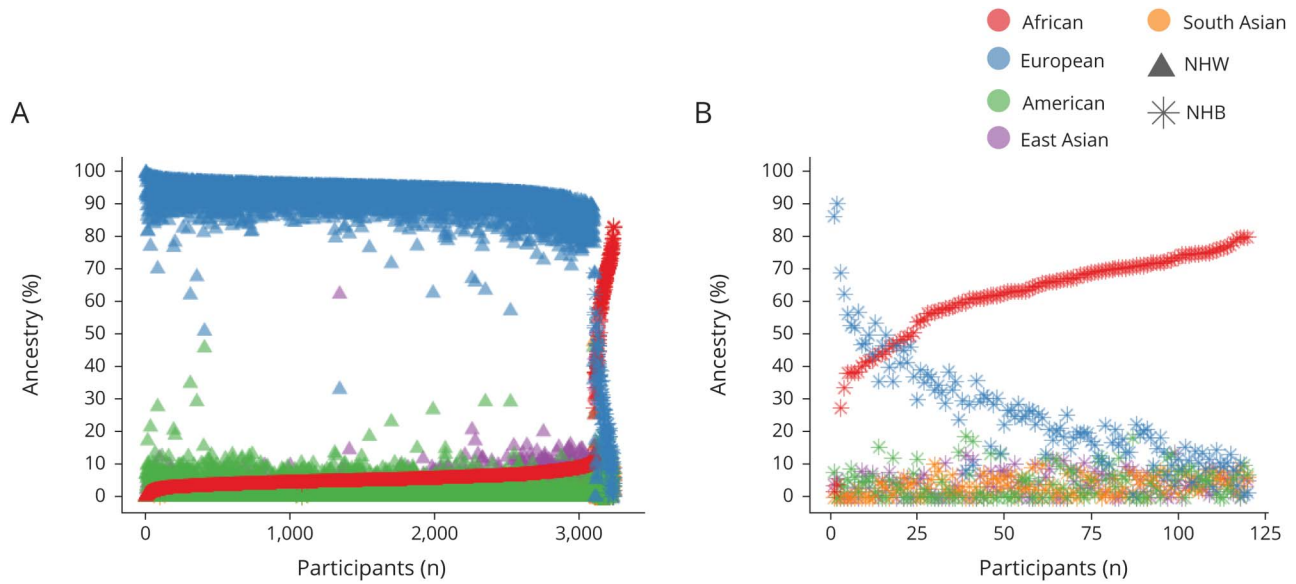 African
South Asian
European
NHW
American
NHB
East Asian
A
B
Ancestry (%)
100
90
80
70
60
50
40
30
20
10
0
0
1,000
2,000
3,000
Participants (n)
Ancestry (%)
100
90
80
70
60
50
40
30
20
10
0
0
25
50
75
100
125
Participants (n)